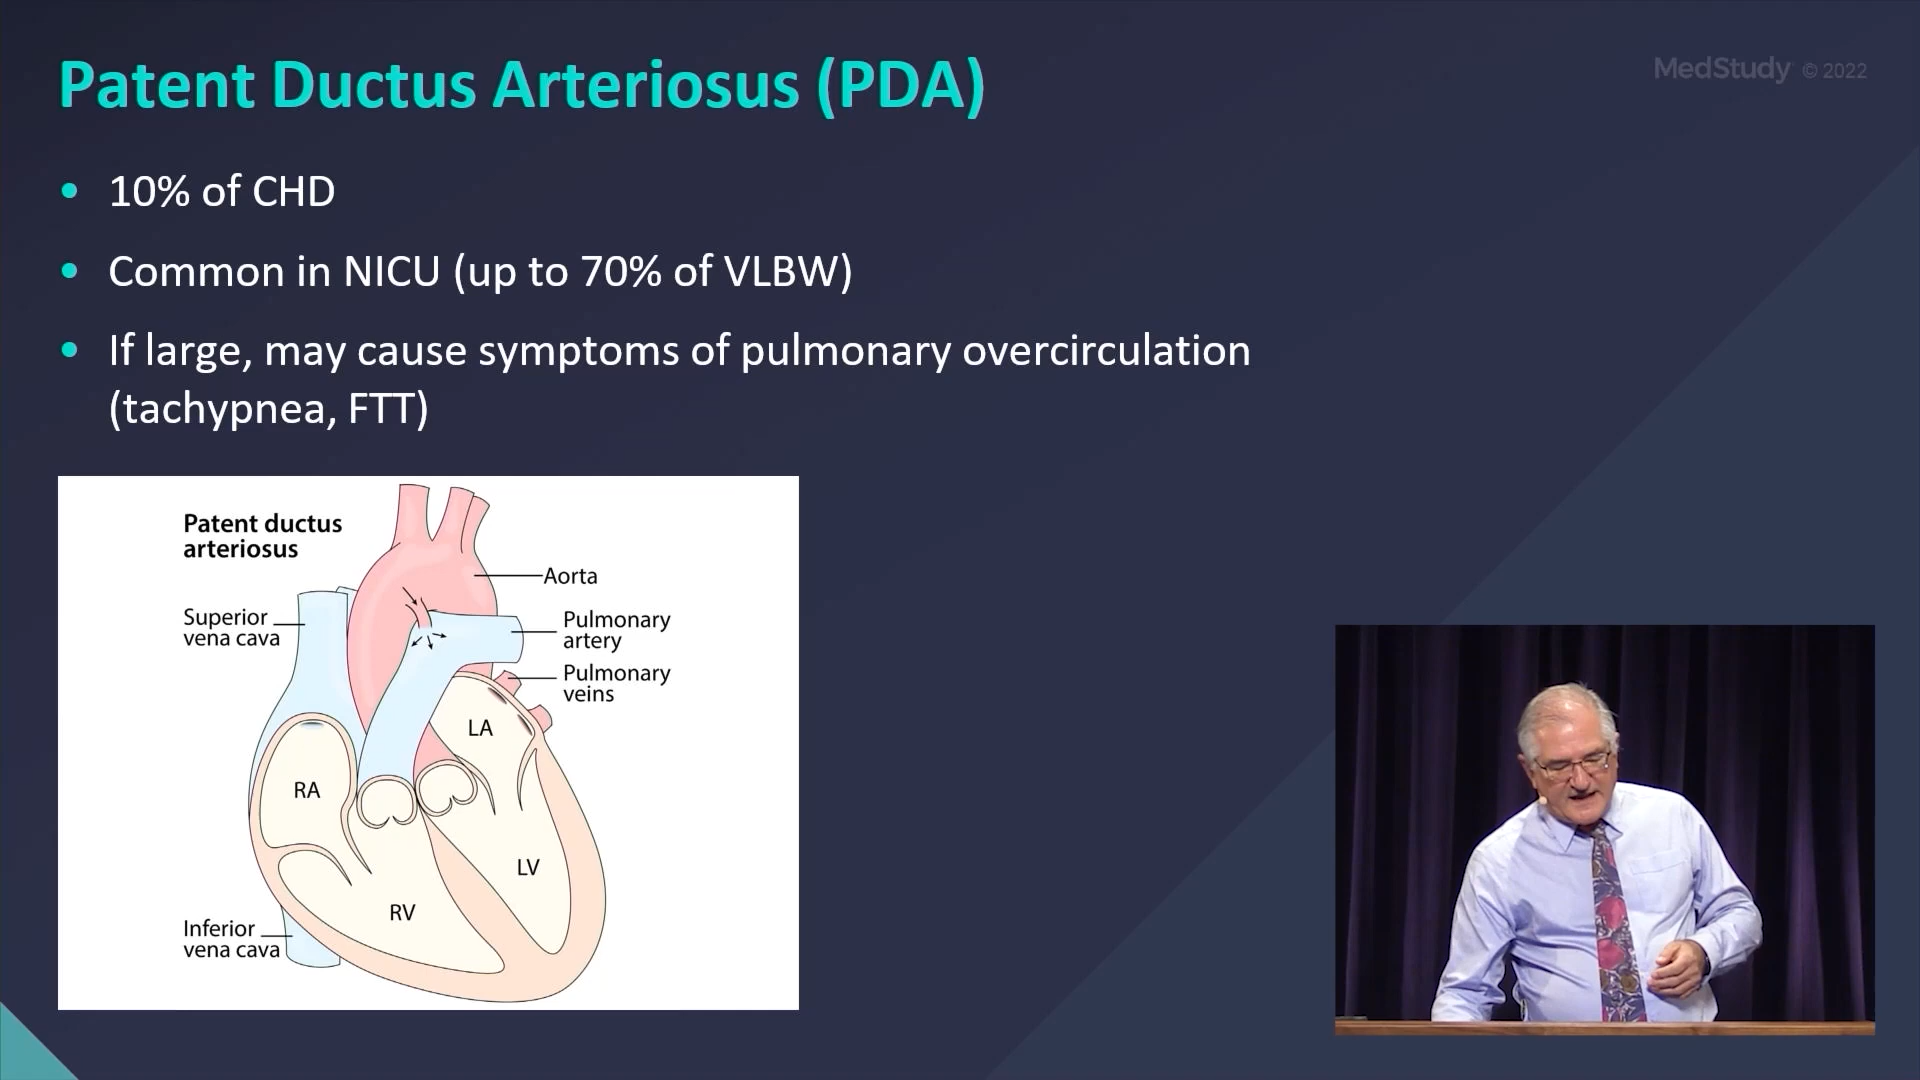 Patent Ductus Arteriosus (PDA)
MedStudy © 2022
• 10% of CHD
• Common in NICU (up to 70% of VLBW)
• If large, may cause symptoms of pulmonary overcirculation
(tachypnea, FTT)
Patent ductus
arteriosus
Aorta
Superior
vena cava
Pulmonary
artery
Pulmonary
veins
LA
RA
LV
RV
Inferior
vena cava